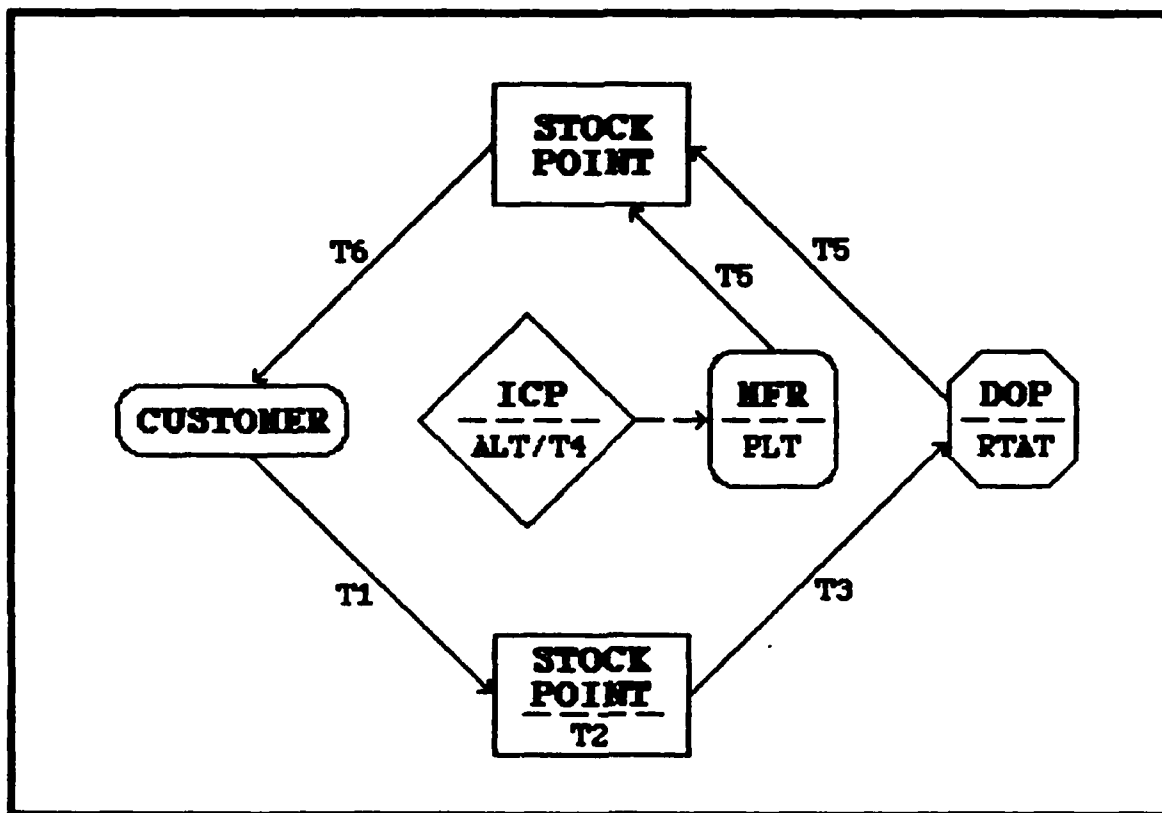 STOCK
POINT
T6
T5
T5
CUSTOMER
ICP
ALT/T4
MFR
PLT
DOP
RTAT
T1
T3
STOCK
POINT
T2